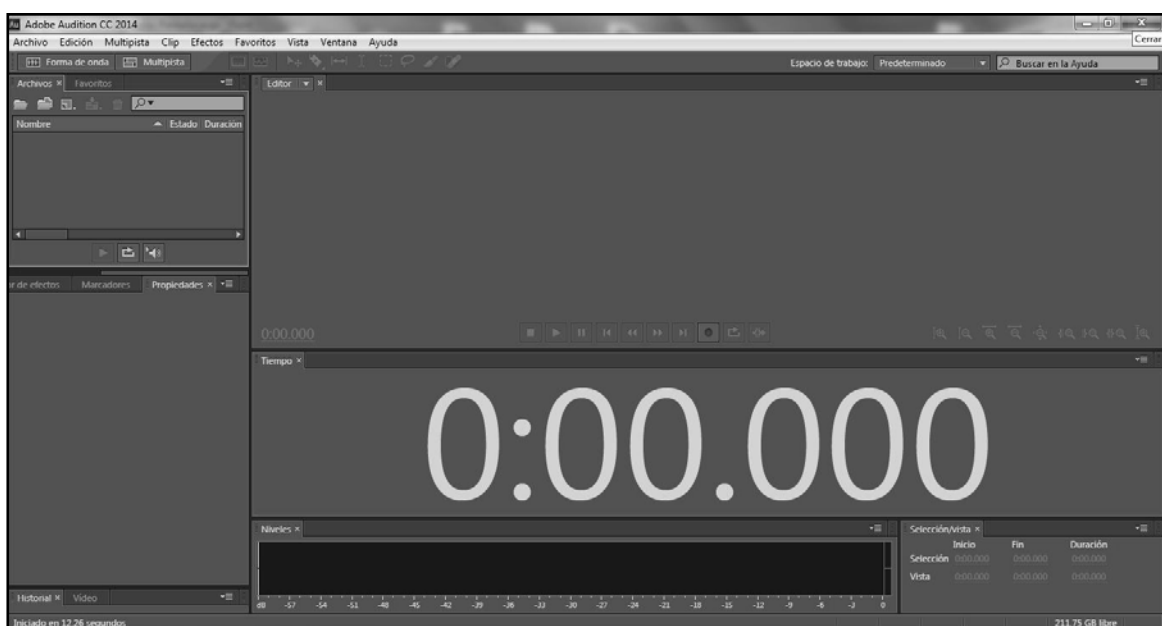 Au Adobe Audition CC 2014
Cerrar
Archivo Edición Multipista Clip Efectos Favoritos Vista Ventana Ayuda
Forma de onda Multipista Espacio de trabajo: Predeterminado Buscar en la Ayuda
Archivos × Favoritos
Editor
Nombre Estado Duración
r de efectos Marcadores Propiedades ×
0:00.000
Tiempo ×
0:00.000
Niveles ×
dB -57 -54 -51 -48 -45 -42 -39 -36 -33 -30 -27 -24 -21 -18 -15 -12 -9 -6 -3 0
Selección/vista ×
Inicio Fin Duración
Selección 0:00.000 0:00.000 0:00.000
Vista 0:00.000 0:00.000 0:00.000
Historial × Vídeo
Iniciado en 12.26 segundos 211.75 GB libre